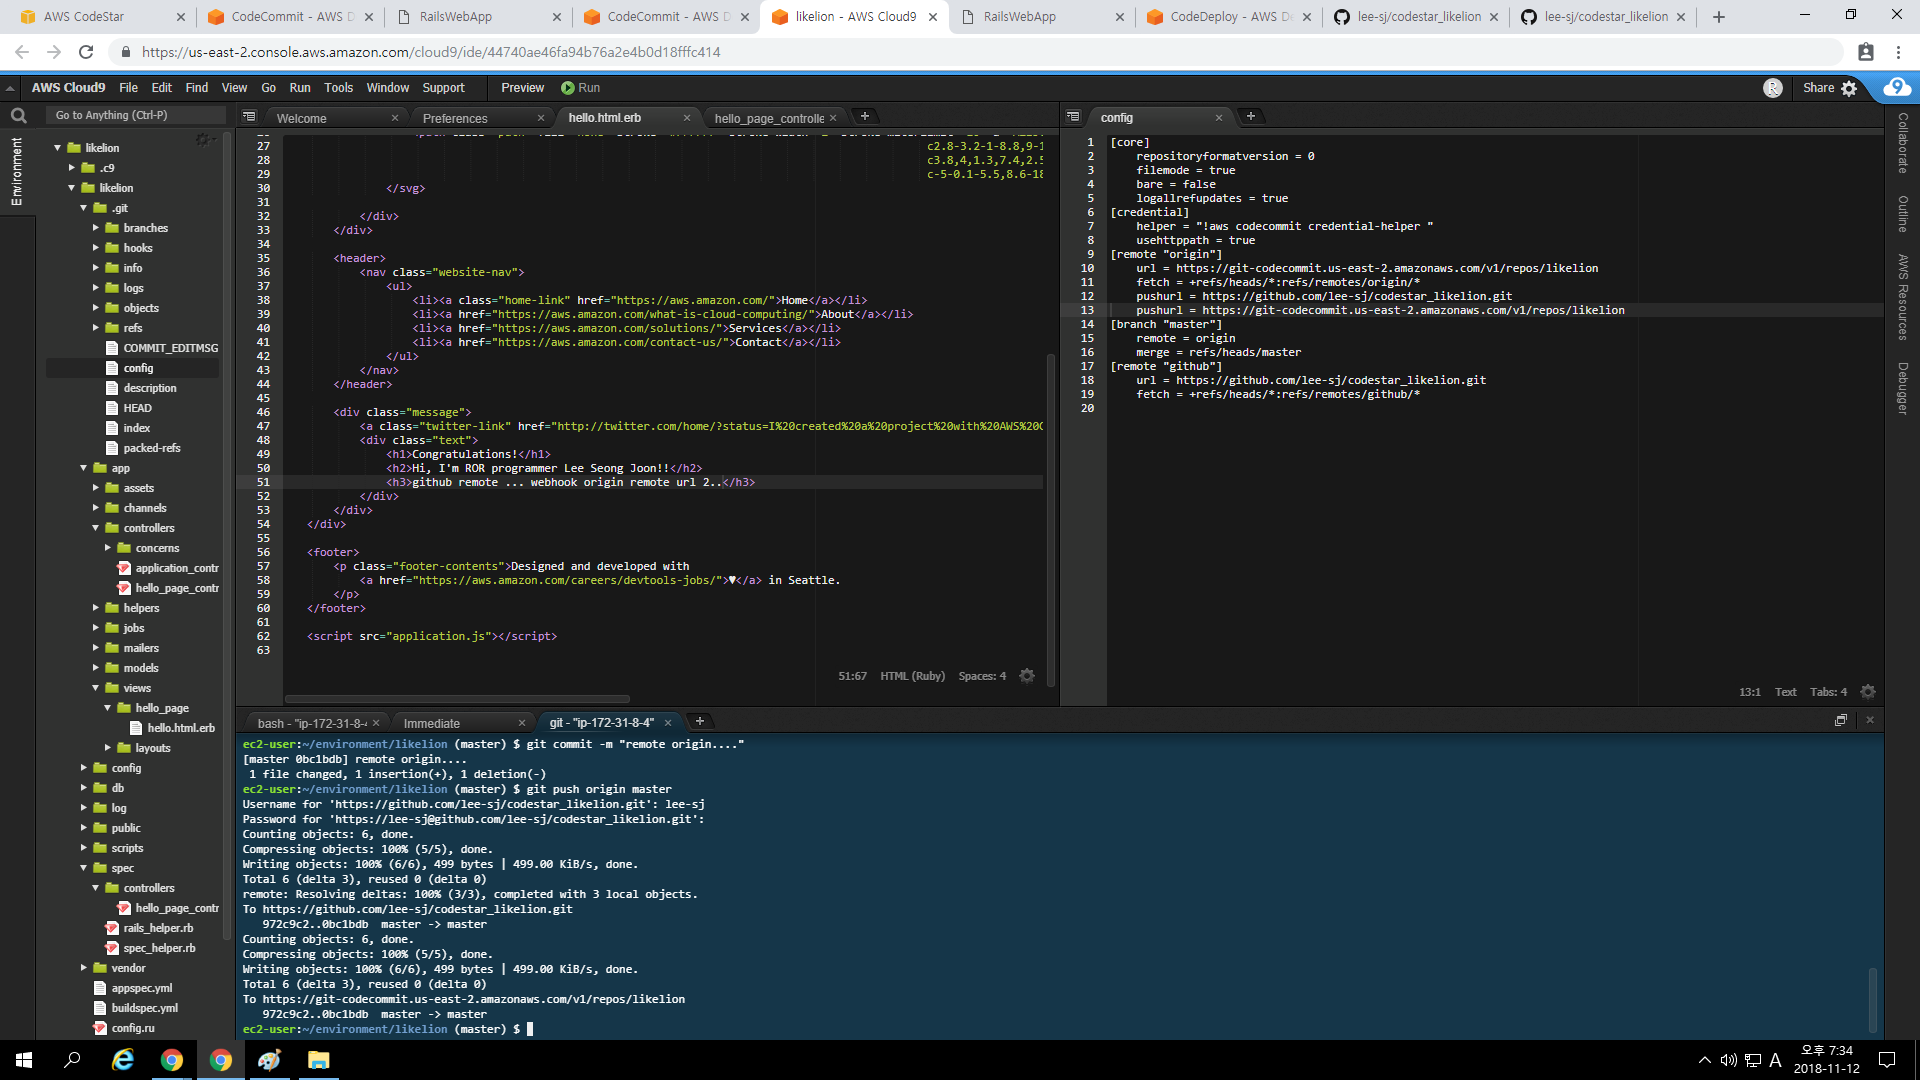 AWS CodeStar
CodeCommit - AWS D
RailsWebApp
CodeCommit - AWS D
likelion - AWS Cloud9
RailsWebApp
CodeDeploy - AWS De
lee-sj/codestar_likelion
lee-sj/codestar_likelion
https://us-east-2.console.aws.amazon.com/cloud9/ide/44740ae46fa94b76a2e4b0d18fffc414
AWS Cloud9 File Edit Find View Go Run Tools Window Support Preview Run
Share
Go to Anything (Ctrl-P)
Environment
likelion
.c9
likelion
.git
branches
hooks
info
logs
objects
refs
COMMIT_EDITMSG
config
description
HEAD
index
packed-refs
app
assets
channels
controllers
concerns
application_contr
hello_page_contr
helpers
jobs
mailers
models
views
hello_page
hello.html.erb
layouts
config
db
log
public
scripts
spec
controllers
hello_page_contr
rails_helper.rb
spec_helper.rb
vendor
appspec.yml
buildspec.yml
config.ru
Welcome
Preferences
hello.html.erb
hello_page_controlle
27 c2.8-3.2-1-8.8,9-1
28 c3.8,4,1.3,7.4,2.5
29 c-5-0.1-5.5,8.6-18
30 </svg>
31
32 </div>
33 </div>
34
35 <header>
36 <nav class="website-nav">
37 <ul>
38 <li><a class="home-link" href="https://aws.amazon.com/">Home</a></li>
39 <li><a href="https://aws.amazon.com/what-is-cloud-computing/">About</a></li>
40 <li><a href="https://aws.amazon.com/solutions/">Services</a></li>
41 <li><a href="https://aws.amazon.com/contact-us/">Contact</a></li>
42 </ul>
43 </nav>
44 </header>
45
46 <div class="message">
47 <a class="twitter-link" href="http://twitter.com/home/?status=I%20created%20a%20project%20with%20AWS%20C
48 <div class="text">
49 <h1>Congratulations!</h1>
50 <h2>Hi, I'm ROR programmer Lee Seong Joon!!</h2>
51 <h3>github remote ... webhook origin remote url 2..</h3>
52 </div>
53 </div>
54 </div>
55
56 <footer>
57 <p class="footer-contents">Designed and developed with
58 <a href="https://aws.amazon.com/careers/devtools-jobs/">♥</a> in Seattle.
59 </p>
60 </footer>
61
62 <script src="application.js"></script>
63
51:67 HTML (Ruby) Spaces: 4
config
1 [core]
2 repositoryformatversion = 0
3 filemode = true
4 bare = false
5 logallrefupdates = true
6 [credential]
7 helper = "!aws codecommit credential-helper "
8 usehttppath = true
9 [remote "origin"]
10 url = https://git-codecommit.us-east-2.amazonaws.com/v1/repos/likelion
11 fetch = +refs/heads/*:refs/remotes/origin/*
12 pushurl = https://github.com/lee-sj/codestar_likelion.git
13 pushurl = https://git-codecommit.us-east-2.amazonaws.com/v1/repos/likelion
14 [branch "master"]
15 remote = origin
16 merge = refs/heads/master
17 [remote "github"]
18 url = https://github.com/lee-sj/codestar_likelion.git
19 fetch = +refs/heads/*:refs/remotes/github/*
20
13:1 Text Tabs: 4
Collaborate
Outline
AWS Resources
Debugger
bash - "ip-172-31-8-4
Immediate
git - "ip-172-31-8-4"
ec2-user:~/environment/likelion (master) $ git commit -m "remote origin...."
[master 0bc1bdb] remote origin....
1 file changed, 1 insertion(+), 1 deletion(-)
ec2-user:~/environment/likelion (master) $ git push origin master
Username for 'https://github.com/lee-sj/codestar_likelion.git': lee-sj
Password for 'https://lee-sj@github.com/lee-sj/codestar_likelion.git':
Counting objects: 6, done.
Compressing objects: 100% (5/5), done.
Writing objects: 100% (6/6), 499 bytes | 499.00 KiB/s, done.
Total 6 (delta 3), reused 0 (delta 0)
remote: Resolving deltas: 100% (3/3), completed with 3 local objects.
To https://github.com/lee-sj/codestar_likelion.git
972c9c2..0bc1bdb master -> master
Counting objects: 6, done.
Compressing objects: 100% (5/5), done.
Writing objects: 100% (6/6), 499 bytes | 499.00 KiB/s, done.
Total 6 (delta 3), reused 0 (delta 0)
To https://git-codecommit.us-east-2.amazonaws.com/v1/repos/likelion
972c9c2..0bc1bdb master -> master
ec2-user:~/environment/likelion (master) $
A
오후 7:34
2018-11-12